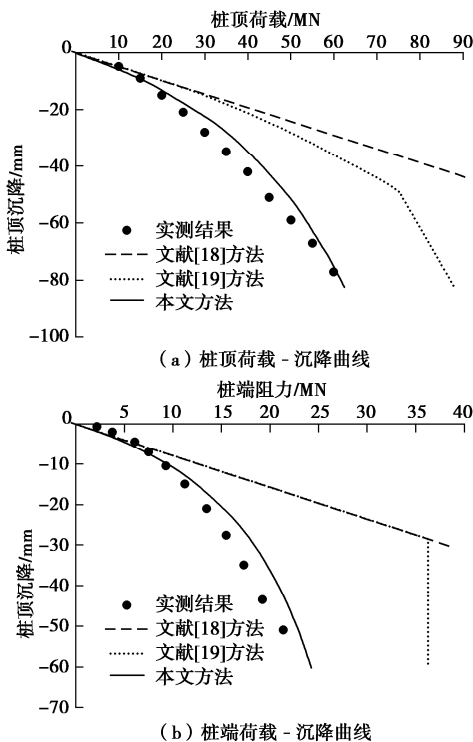 桩顶荷载/MN
0 10 20 30 40 50 60 70 80 90
-20
-40
-60
-80
-100
桩顶沉降/mm
实测结果
文献[18]方法
文献[19]方法
本文方法
（a）桩顶荷载-沉降曲线
桩端阻力/MN
0 5 10 15 20 25 30 35 40
-10
-20
-30
-40
-50
-60
-70
桩顶沉降/mm
实测结果
文献[18]方法
文献[19]方法
本文方法
（b）桩端荷载-沉降曲线